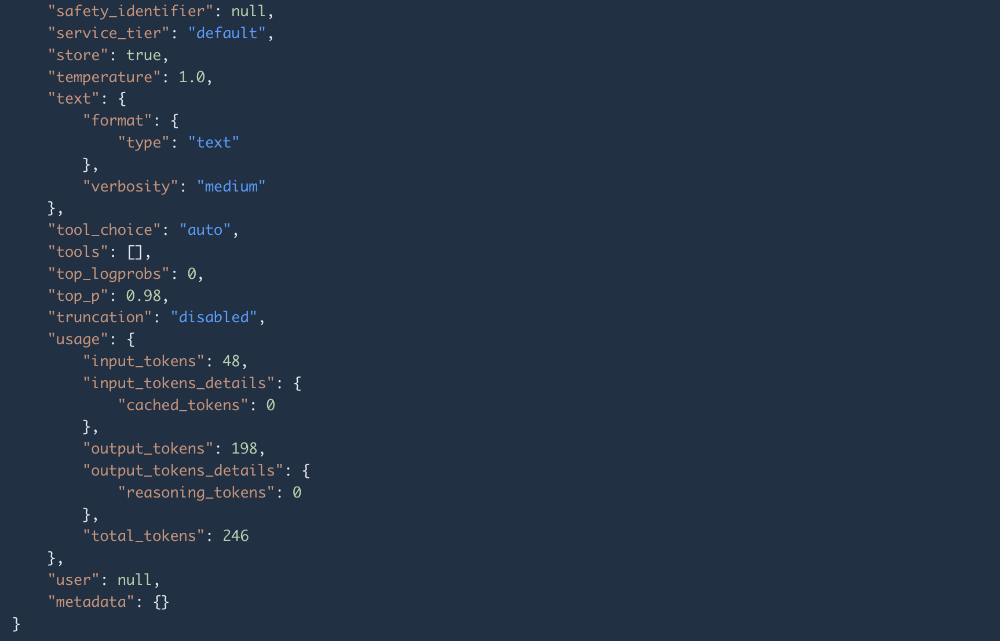 "safety_identifier": null,
    "service_tier": "default",
    "store": true,
    "temperature": 1.0,
    "text": {
        "format": {
            "type": "text"
        },
        "verbosity": "medium"
    },
    "tool_choice": "auto",
    "tools": [],
    "top_logprobs": 0,
    "top_p": 0.98,
    "truncation": "disabled",
    "usage": {
        "input_tokens": 48,
        "input_tokens_details": {
            "cached_tokens": 0
        },
        "output_tokens": 198,
        "output_tokens_details": {
            "reasoning_tokens": 0
        },
        "total_tokens": 246
    },
    "user": null,
    "metadata": {}
}